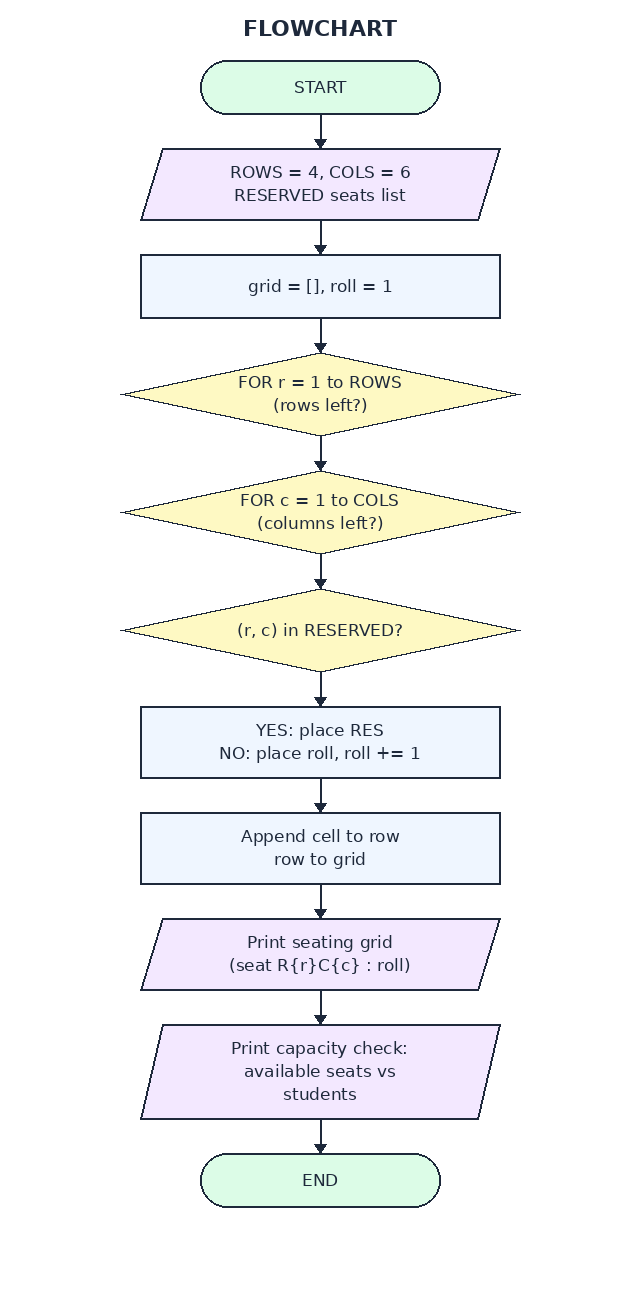 FLOWCHART
START
ROWS = 4, COLS = 6
RESERVED seats list
grid = [], roll = 1
FOR r = 1 to ROWS
(rows left?)
FOR c = 1 to COLS
(columns left?)
(r, c) in RESERVED?
YES: place RES
NO: place roll, roll += 1
Append cell to row
row to grid
Print seating grid
(seat R{r}C{c} : roll)
Print capacity check:
available seats vs
students
END